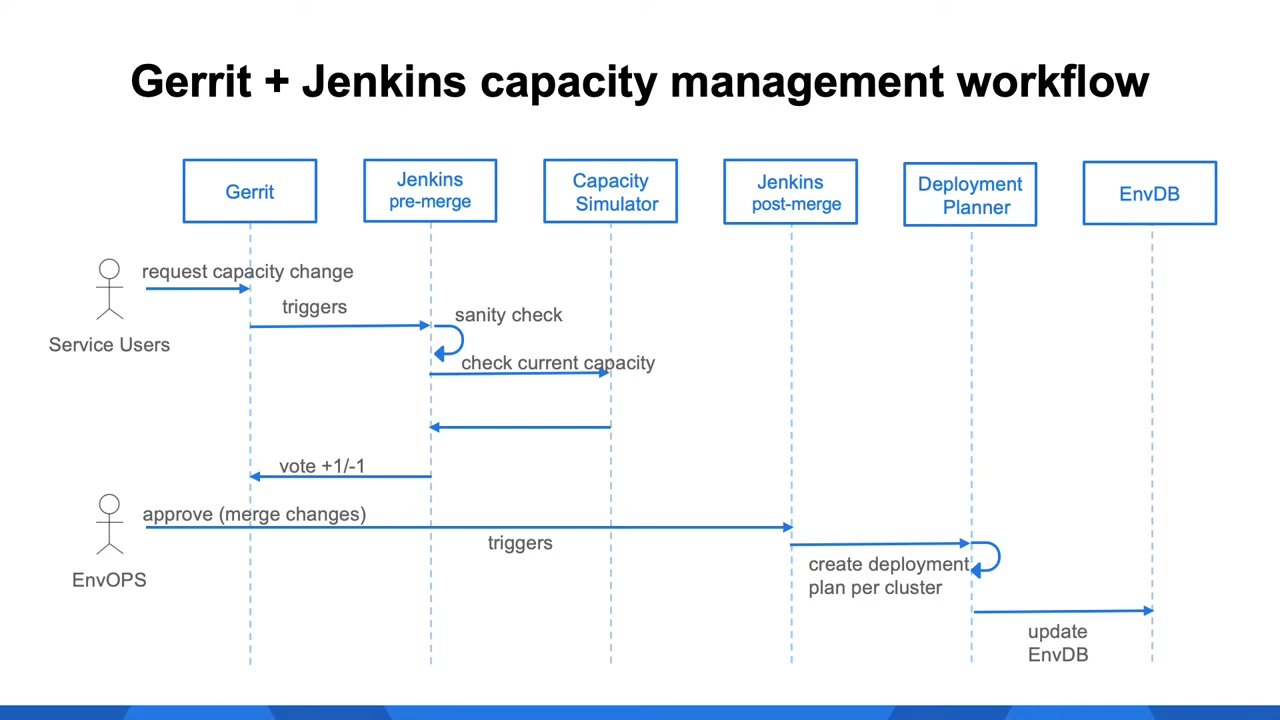 Gerrit + Jenkins capacity management workflow
Gerrit
Jenkins
pre-merge
Capacity
Simulator
Jenkins
post-merge
Deployment
Planner
EnvDB
request capacity change
triggers
sanity check
Service Users
check current capacity
vote +1/-1
approve (merge changes)
triggers
EnvOPS
create deployment
plan per cluster
update
EnvDB